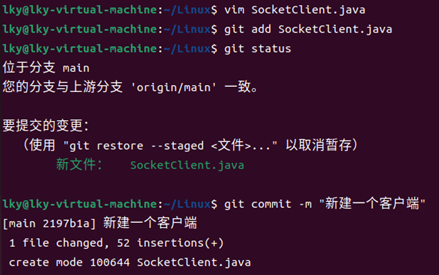 lky@lky-virtual-machine:~/Linux$ vim SocketClient.java
lky@lky-virtual-machine:~/Linux$ git add SocketClient.java
lky@lky-virtual-machine:~/Linux$ git status
位于分支 main
您的分支与上游分支 'origin/main' 一致。
要提交的变更：
（使用 "git restore --staged <文件>..." 以取消暂存）
新文件： SocketClient.java
lky@lky-virtual-machine:~/Linux$ git commit -m "新建一个客户端"
[main 2197b1a] 新建一个客户端
1 file changed, 52 insertions(+)
create mode 100644 SocketClient.java